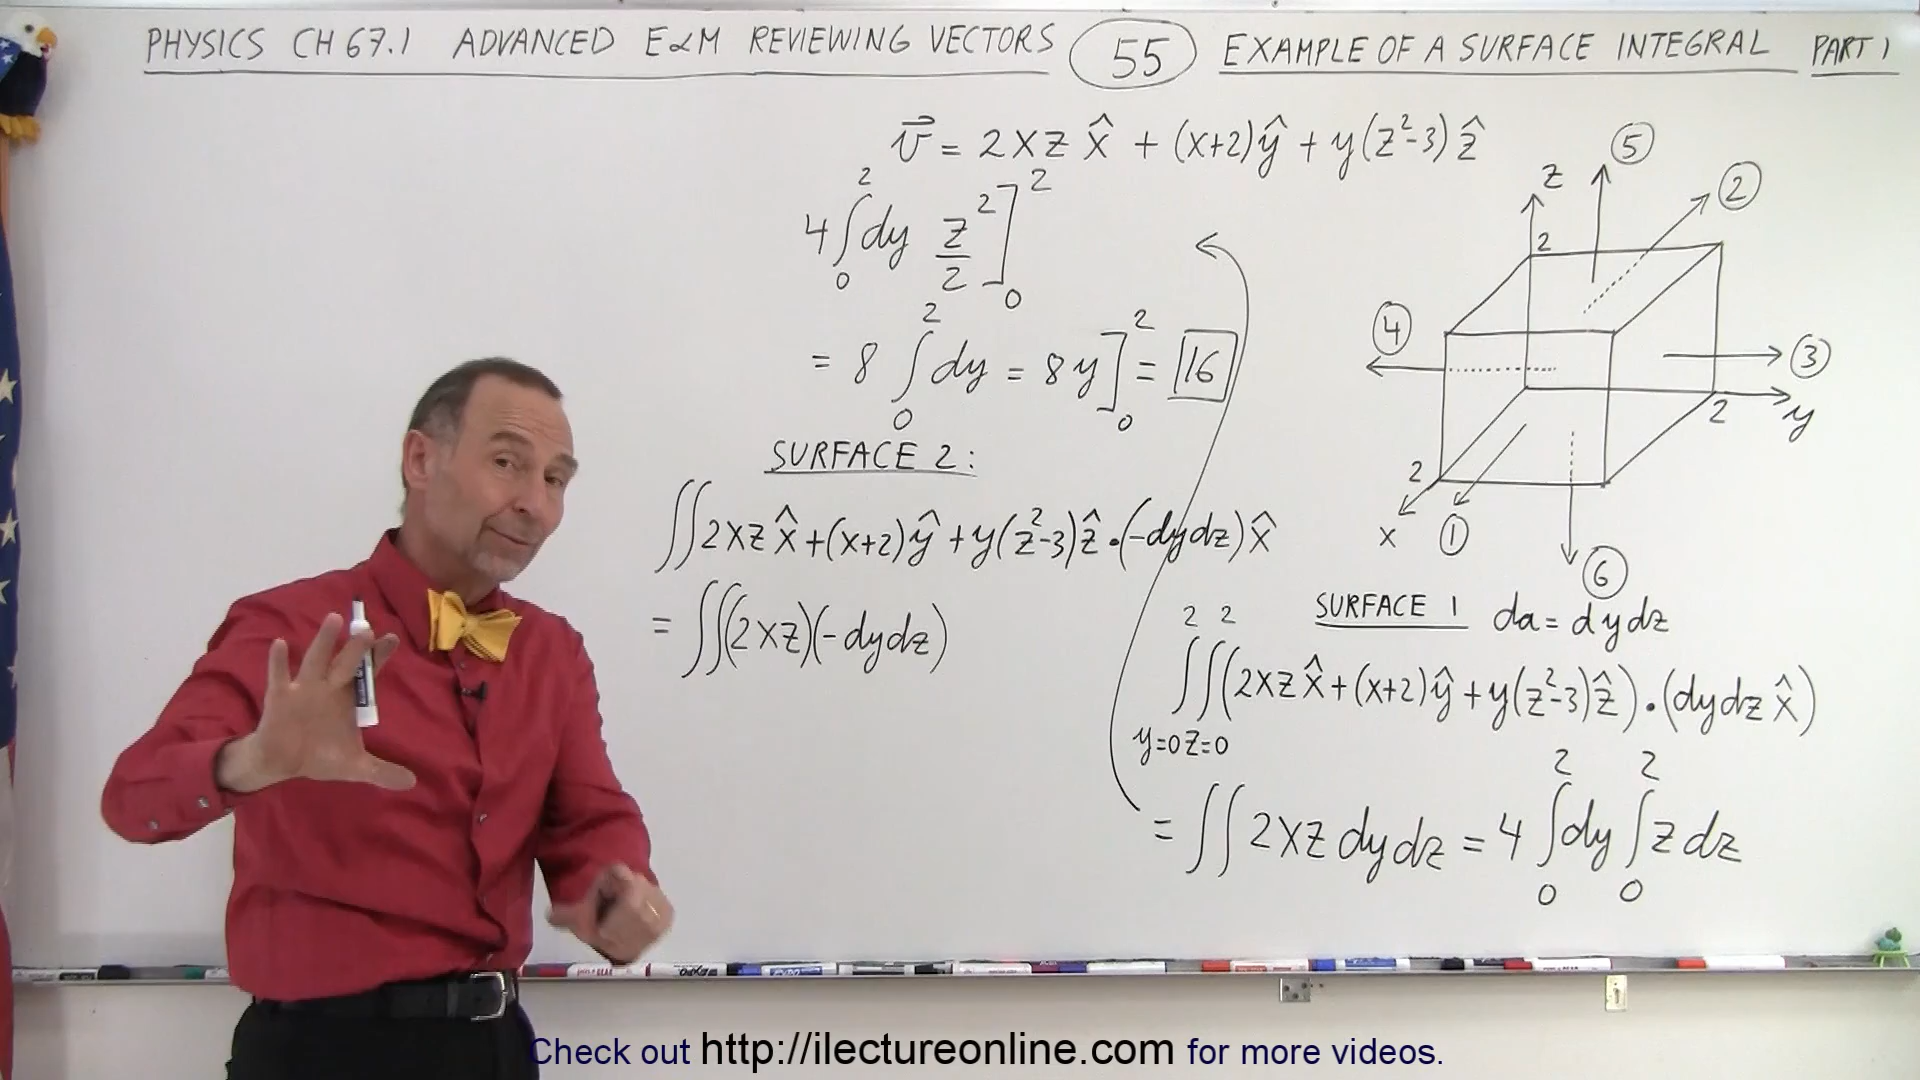 PHYSICS CH 67.1 ADVANCED E&M REVIEWING VECTORS 55 EXAMPLE OF A SURFACE INTEGRAL PART 1
v⃗ = 2xz x̂ + (x+2)ŷ + y(z²-3)ẑ
4 ∫₀² dy z²/2 ]₀²
= 8 ∫₀² dy = 8y ]₀² = 16
SURFACE 2:
∬ 2xz x̂ + (x+2)ŷ + y(z²-3)ẑ · (-dydz)x̂
= ∬ (2xz)(-dydz)
5
z
2
2
4
3
2
y
2
x
1
6
SURFACE 1 da = dydz
2 2
∬ (2xz x̂ + (x+2)ŷ + y(z²-3)ẑ) · (dydz x̂)
y=0 z=0
= ∬ 2xz dydz = 4 ∫₀² dy ∫₀² z dz
Check out http://ilectureonline.com for more videos.